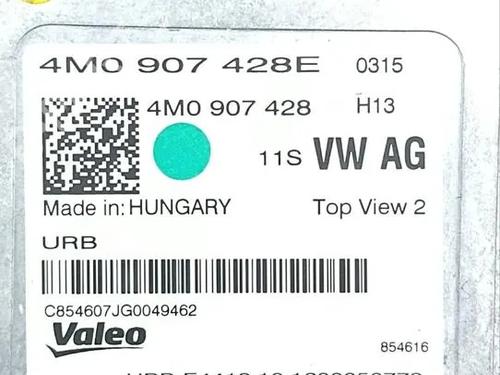 4M0 907 428E 0315
4M0 907 428 H13
11S VW AG
Made in: HUNGARY Top View 2
URB
C854607JG0049462
Valeo 854616